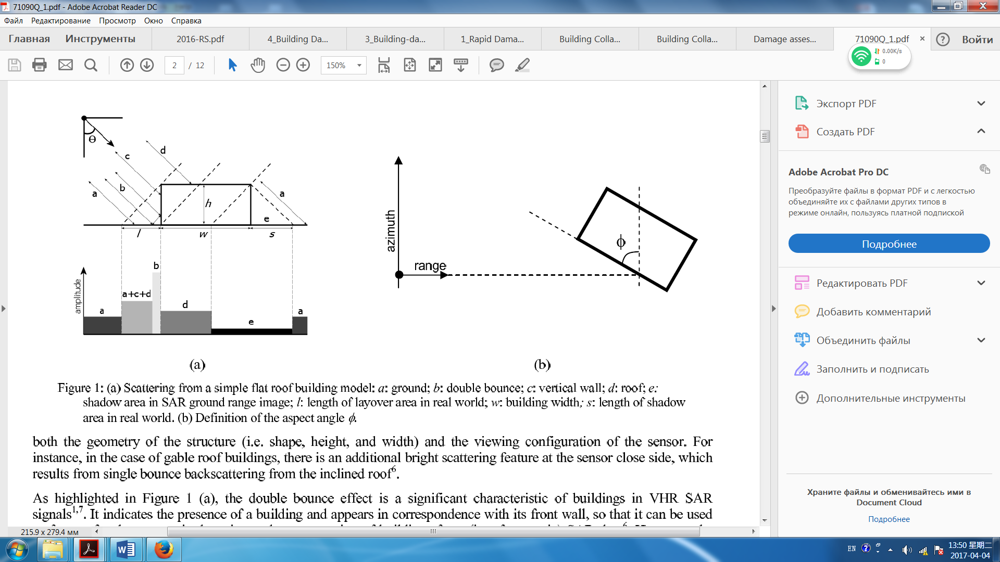 71090Q_1.pdf - Adobe Acrobat Reader DC
Файл Редактирование Просмотр Окно Справка
Главная Инструменты 2016-RS.pdf 4_Building Da... 3_Building-da... 1_Rapid Dama... Building Colla... Building Colla... Damage asses... 71090Q_1.pdf Войти
2 / 12 150%
0.00K/s
0
Θ
d
c
b
a
a
h
e
l
w
s
amplitude
b
a+c+d
a
d
e
a
azimuth
range
ϕ
(a)
(b)
Figure 1: (a) Scattering from a simple flat roof building model: a: ground; b: double bounce; c: vertical wall; d: roof; e:
shadow area in SAR ground range image; l: length of layover area in real world; w: building width; s: length of shadow
area in real world. (b) Definition of the aspect angle ϕ.
both the geometry of the structure (i.e. shape, height, and width) and the viewing configuration of the sensor. For
instance, in the case of gable roof buildings, there is an additional bright scattering feature at the sensor close side, which
results from single bounce backscattering from the inclined roof6.
As highlighted in Figure 1 (a), the double bounce effect is a significant characteristic of buildings in VHR SAR
signals1,7. It indicates the presence of a building and appears in correspondence with its front wall, so that it can be used
215.9 x 279.4 мм
Экспорт PDF
Создать PDF
Adobe Acrobat Pro DC
Преобразуйте файлы в формат PDF и с легкостью
объединяйте их с файлами других типов в
режиме онлайн, пользуясь платной подпиской
Подробнее
Редактировать PDF
Добавить комментарий
Объединить файлы
Заполнить и подписать
Дополнительные инструменты
Храните файлы и обменивайтесь ими в
Document Cloud
Подробнее
EN
13:50 星期二
2017-04-04